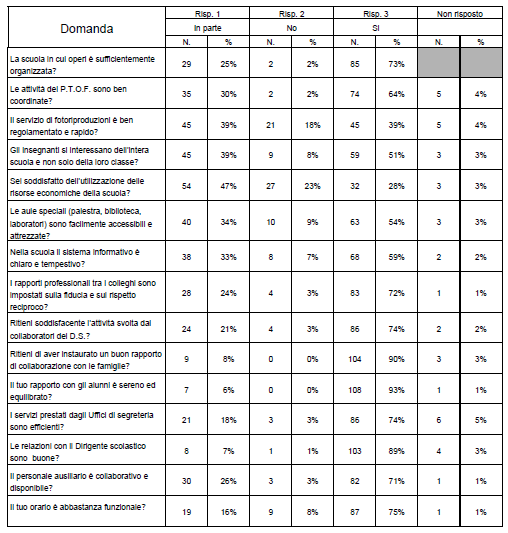 Domanda Risp. 1 Risp. 2 Risp. 3 Non risposto
In parte No Si
N. % N. % N. % N. %
La scuola in cui operi è sufficientemente
organizzata? 29 25% 2 2% 85 73%
Le attività del P.T.O.F. sono ben
coordinate? 35 30% 2 2% 74 64% 5 4%
Il servizio di fotoriproduzioni è ben
regolamentato e rapido? 45 39% 21 18% 45 39% 5 4%
Gli insegnanti si interessano dell'intera
scuola e non solo della loro classe? 45 39% 9 8% 59 51% 3 3%
Sei soddisfatto dell'utilizzazione delle
risorse economiche della scuola? 54 47% 27 23% 32 28% 3 3%
Le aule speciali (palestra, biblioteca,
laboratori) sono facilmente accessibili e
attrezzate? 40 34% 10 9% 63 54% 3 3%
Nella scuola il sistema informativo è
chiaro e tempestivo? 38 33% 8 7% 68 59% 2 2%
I rapporti professionali tra i colleghi sono
impostati sulla fiducia e sul rispetto
reciproco? 28 24% 4 3% 83 72% 1 1%
Ritieni soddisfacente l'attività svolta dai
collaboratori del D.S.? 24 21% 4 3% 86 74% 2 2%
Ritieni di aver instaurato un buon rapporto
di collaborazione con le famiglie? 9 8% 0 0% 104 90% 3 3%
Il tuo rapporto con gli alunni è sereno ed
equilibrato? 7 6% 0 0% 108 93% 1 1%
I servizi prestati dagli Uffici di segreteria
sono efficienti? 21 18% 3 3% 86 74% 6 5%
Le relazioni con il Dirigente scolastico
sono buone? 8 7% 1 1% 103 89% 4 3%
Il personale ausiliario è collaborativo e
disponibile? 30 26% 3 3% 82 71% 1 1%
Il tuo orario è abbastanza funzionale? 19 16% 9 8% 87 75% 1 1%